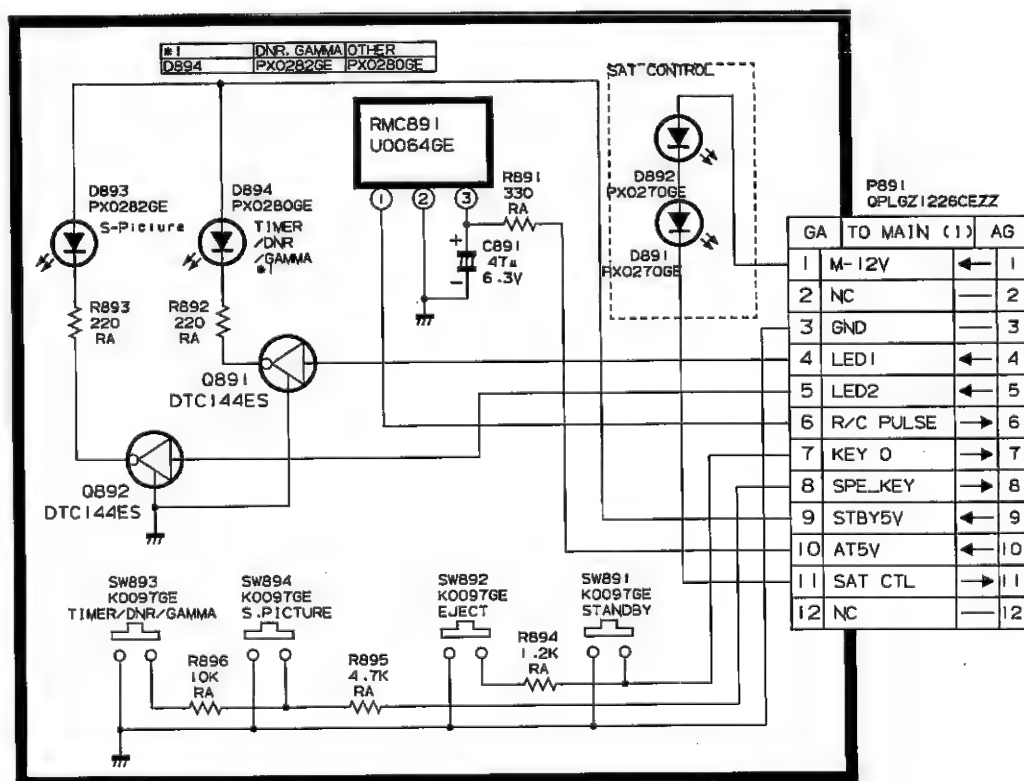 *1 DNR. GAMMA OTHER
D894 PX0282GE PX0280GE
SAT CONTROL
RMC891
U0064GE
1 2 3
R891
330
RA
+
C891
47u
6.3V
-
D892
PX0270GE
D891
PX0270GE
D893
PX0282GE
S-Picture
D894
PX0280GE
TIMER
/DNR
/GAMMA
*1
R893
220
RA
R892
220
RA
Q891
DTC144ES
Q892
DTC144ES
P891
QPLGZ1226CEZZ
GA TO MAIN (1) AG
1 M-12V 1
2 NC 2
3 GND 3
4 LED1 4
5 LED2 5
6 R/C PULSE 6
7 KEY 0 7
8 SPE_KEY 8
9 STBY5V 9
10 AT5V 10
11 SAT CTL 11
12 NC 12
SW893
K0097GE
TIMER/DNR/GAMMA
SW894
K0097GE
S.PICTURE
SW892
K0097GE
EJECT
SW891
K0097GE
STANDBY
R896
10K
RA
R895
4.7K
RA
R894
1.2K
RA